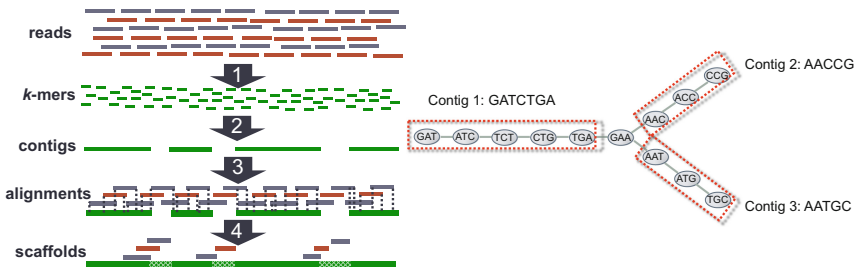 reads
1
k-mers
2
contigs
3
alignments
4
scaffolds
Contig 1: GATCTGA
GAT ATC TCT CTG TGA GAA
Contig 2: AACCG
CCG
ACC
AAC
AAT
ATG
TGC
Contig 3: AATGC